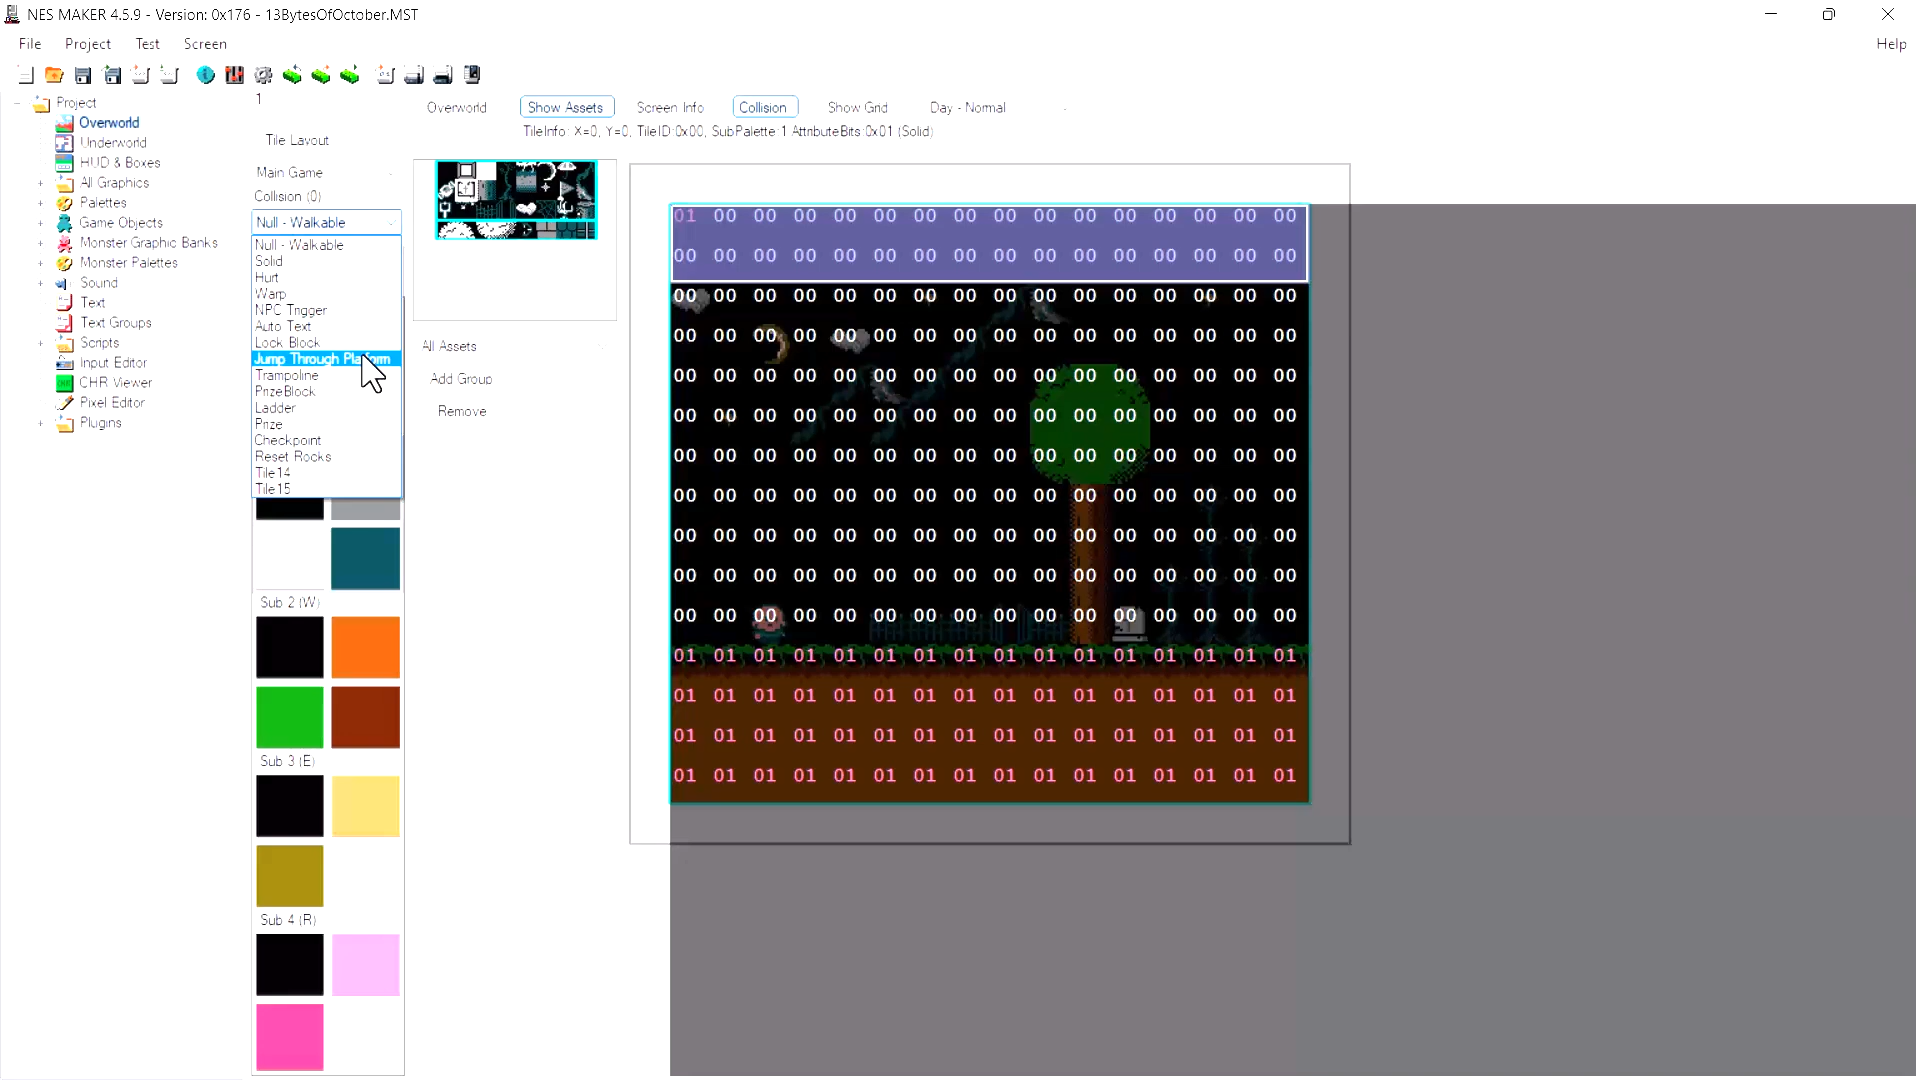 NES MAKER 4.5.9 - Version: 0x176 - 13BytesOfOctober.MST
File Project Test Screen Help
Project
Overworld
Underworld
HUD & Boxes
All Graphics
Palettes
Game Objects
Monster Graphic Banks
Monster Palettes
Sound
Text
Text Groups
Scripts
Input Editor
CHR Viewer
Pixel Editor
Plugins
1
Tile Layout
Main Game
Collision (0)
Null - Walkable
Null - Walkable
Solid
Hurt
Warp
NPC Trigger
Auto Text
Lock Block
Jump Through Platform
Trampoline
PrizeBlock
Ladder
Prize
Checkpoint
Reset Rocks
Tile14
Tile15
Sub 2 (W)
Sub 3 (E)
Sub 4 (R)
Overworld Show Assets Screen Info Collision Show Grid Day - Normal
TileInfo: X=0, Y=0, TileID:0x00, SubPalette:1 AttributeBits:0x01 (Solid)
All Assets
Add Group
Remove
01 00 00 00 00 00 00 00 00 00 00 00 00 00 00 00
00 00 00 00 00 00 00 00 00 00 00 00 00 00 00 00
00 00 00 00 00 00 00 00 00 00 00 00 00 00 00 00
00 00 00 00 00 00 00 00 00 00 00 00 00 00 00 00
00 00 00 00 00 00 00 00 00 00 00 00 00 00 00 00
00 00 00 00 00 00 00 00 00 00 00 00 00 00 00 00
00 00 00 00 00 00 00 00 00 00 00 00 00 00 00 00
00 00 00 00 00 00 00 00 00 00 00 00 00 00 00 00
00 00 00 00 00 00 00 00 00 00 00 00 00 00 00 00
00 00 00 00 00 00 00 00 00 00 00 00 00 00 00 00
00 00 00 00 00 00 00 00 00 00 00 00 00 00 00 00
01 01 01 01 01 01 01 01 01 01 01 01 01 01 01 01
01 01 01 01 01 01 01 01 01 01 01 01 01 01 01 01
01 01 01 01 01 01 01 01 01 01 01 01 01 01 01 01
01 01 01 01 01 01 01 01 01 01 01 01 01 01 01 01